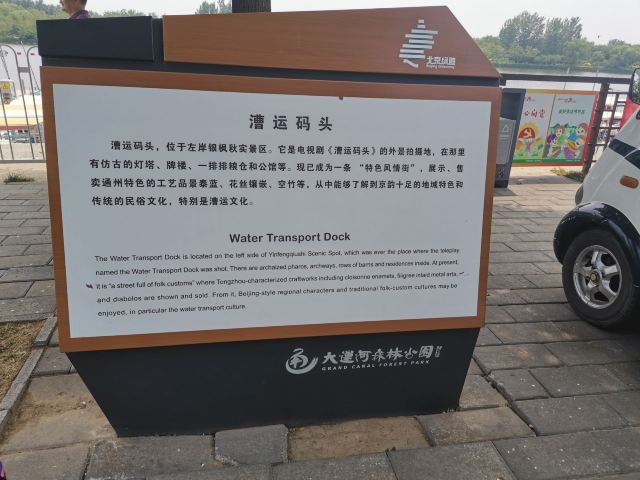 北京绿道
漕运码头
漕运码头，位于左岸银枫秋实景区。它是电视剧《漕运码头》的外景拍摄地，在那里
有仿古的灯塔、牌楼、一排排粮仓和公馆等。现已成为一条“特色风情街”，展示、售
卖通州特色的工艺品景泰蓝、花丝镶嵌、空竹等，从中能够了解到京韵十足的地域特色和
传统的民俗文化，特别是漕运文化。
Water Transport Dock
The Water Transport Dock is located on the left side of Yinfengqushi Scenic Spot, which was ever the place where the teleplay
named the Water Transport Dock was shot. There are archaized pharos, archways, rows of barns and residences inside. At present,
it is "a street full of folk customs" where Tongzhou-characterized craftworks including cloisonne enamels, filigree inlaid metal arts,
and diabolos are shown and sold. From it, Beijing-style regional characters and traditional folk-custom cultures may be
enjoyed, in particular the water transport culture.
大运河森林公园
GRAND CANAL FOREST PARK